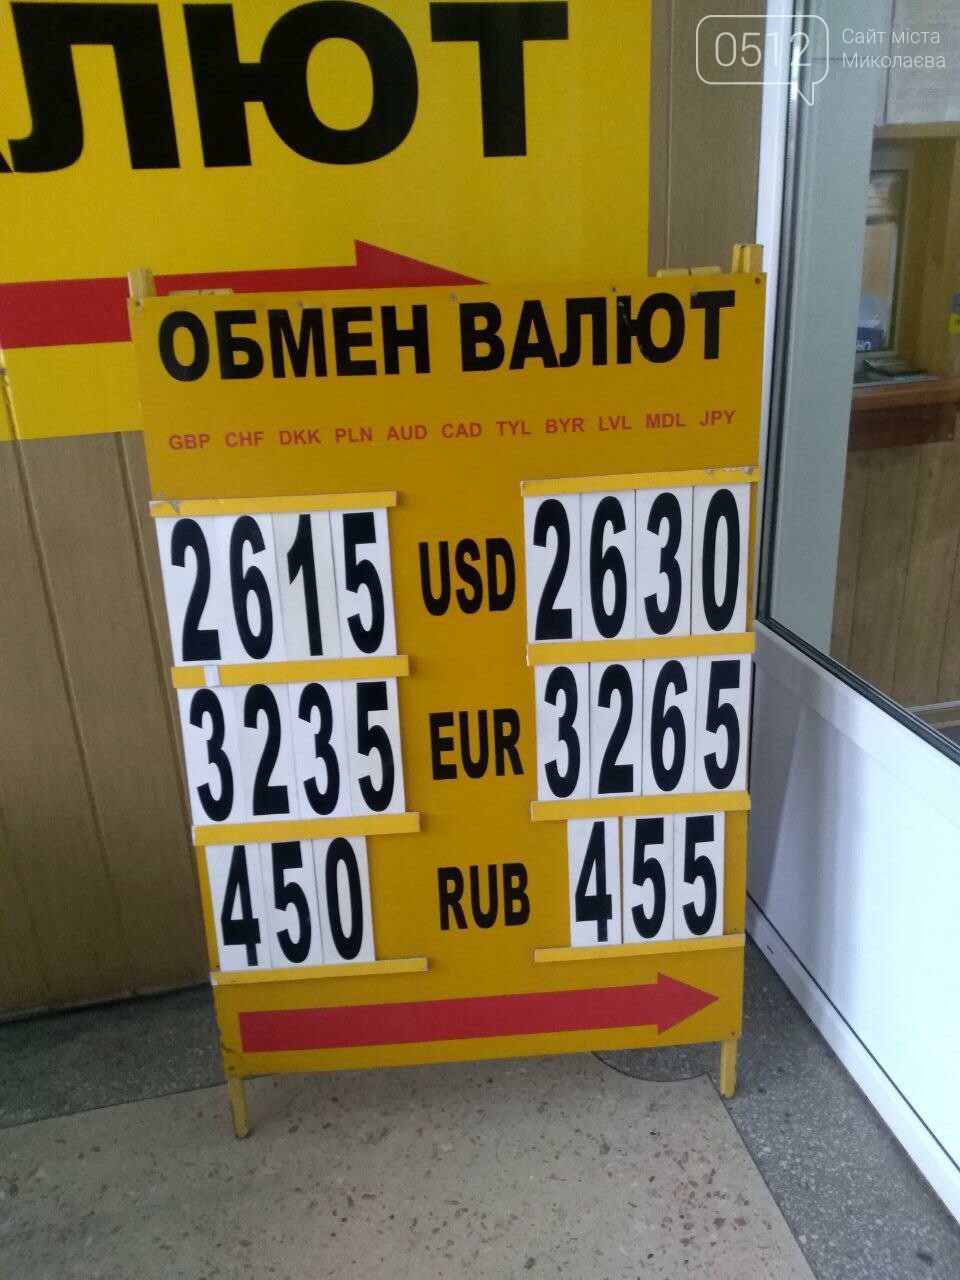 0512 Сайт міста
Миколаєва
ЛЮТ
ОБМЕН ВАЛЮТ
GBP CHF DKK PLN AUD CAD TYL BYR LVL MDL JPY
2615 USD 2630
3235 EUR 3265
450 RUB 455